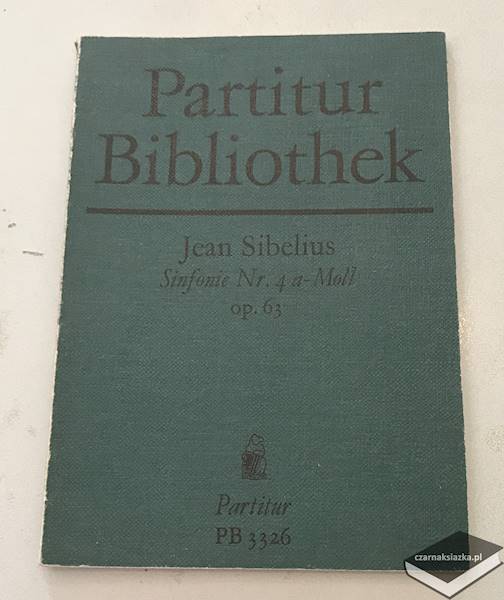 Partitur
Bibliothek
Jean Sibelius
Sinfonie Nr. 4 a-Moll
op. 63
Partitur
PB 3326
czarnaksiazka.pl